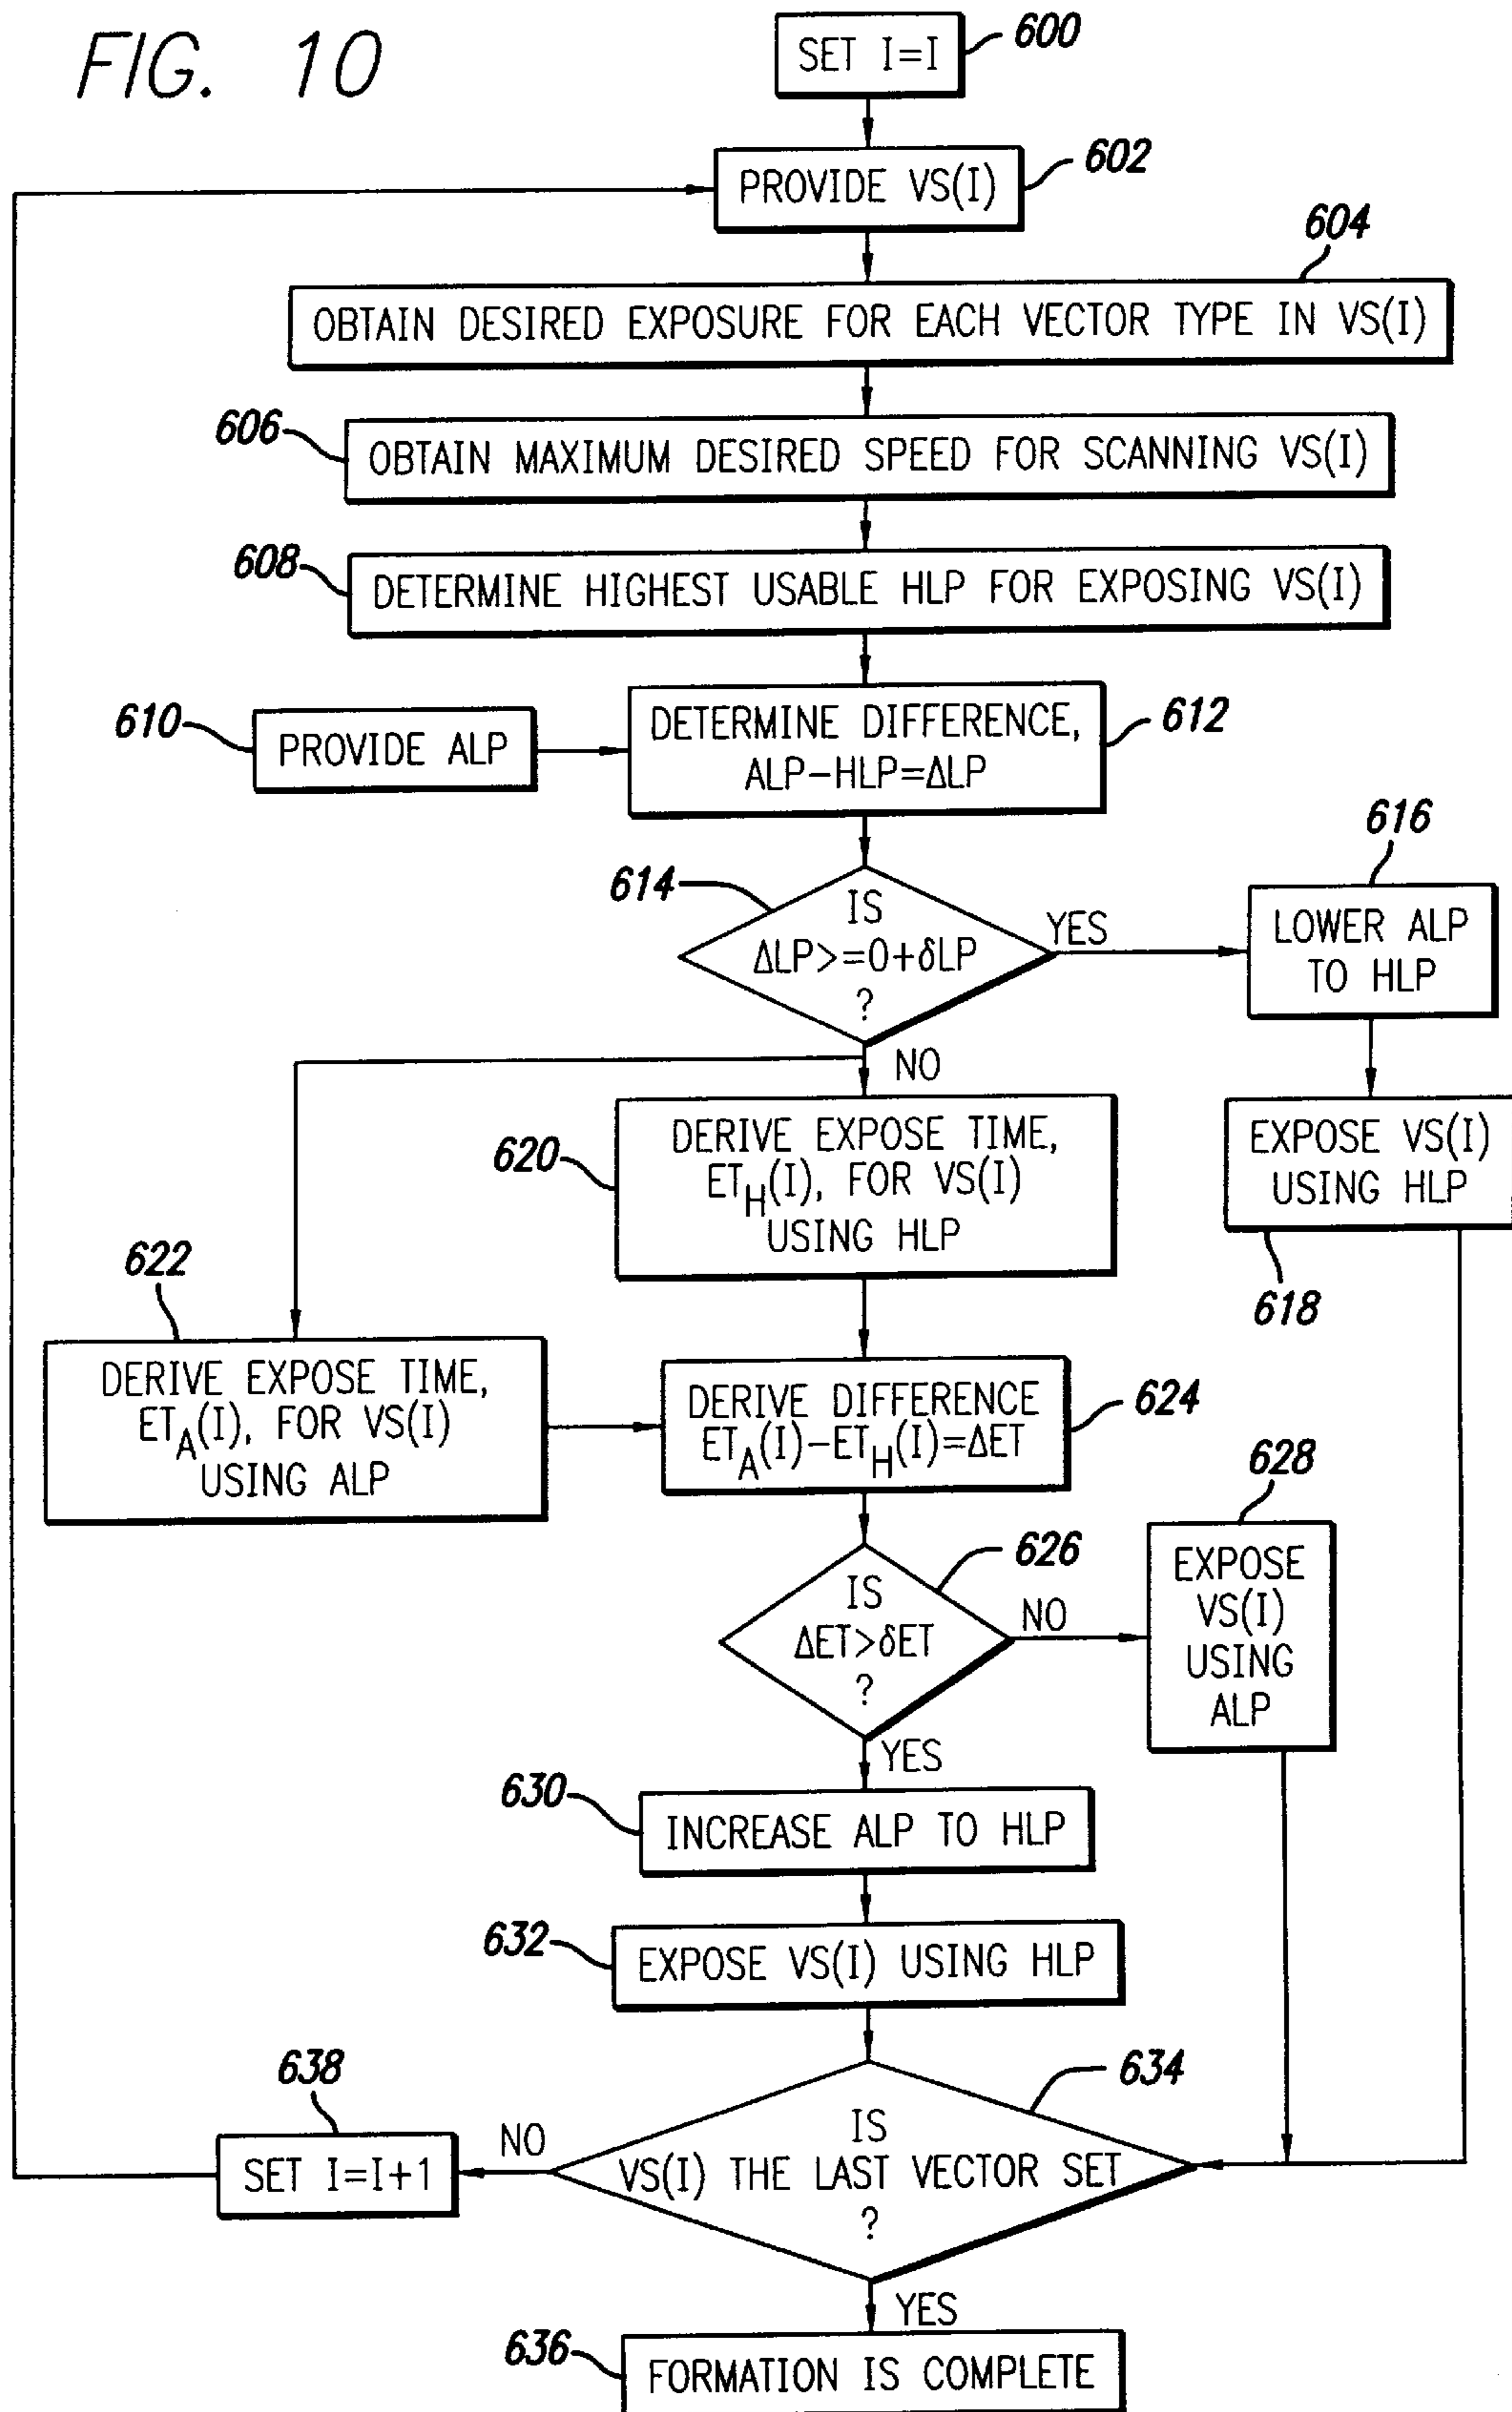 FIG. 10
SET I=I
600
PROVIDE VS(I)
602
604
OBTAIN DESIRED EXPOSURE FOR EACH VECTOR TYPE IN VS(I)
606
OBTAIN MAXIMUM DESIRED SPEED FOR SCANNING VS(I)
608
DETERMINE HIGHEST USABLE HLP FOR EXPOSING VS(I)
610
PROVIDE ALP
DETERMINE DIFFERENCE,
ALP-HLP=ΔLP
612
614
IS
ΔLP>=0+δLP
?
YES
616
LOWER ALP
TO HLP
NO
618
EXPOSE VS(I)
USING HLP
620
DERIVE EXPOSE TIME,
ET_H(I), FOR VS(I)
USING HLP
622
DERIVE EXPOSE TIME,
ET_A(I), FOR VS(I)
USING ALP
DERIVE DIFFERENCE
ET_A(I)-ET_H(I)=ΔET
624
626
IS
ΔET>δET
?
NO
628
EXPOSE
VS(I)
USING
ALP
YES
630
INCREASE ALP TO HLP
632
EXPOSE VS(I) USING HLP
634
IS
VS(I) THE LAST VECTOR SET
?
NO
638
SET I=I+1
YES
636
FORMATION IS COMPLETE